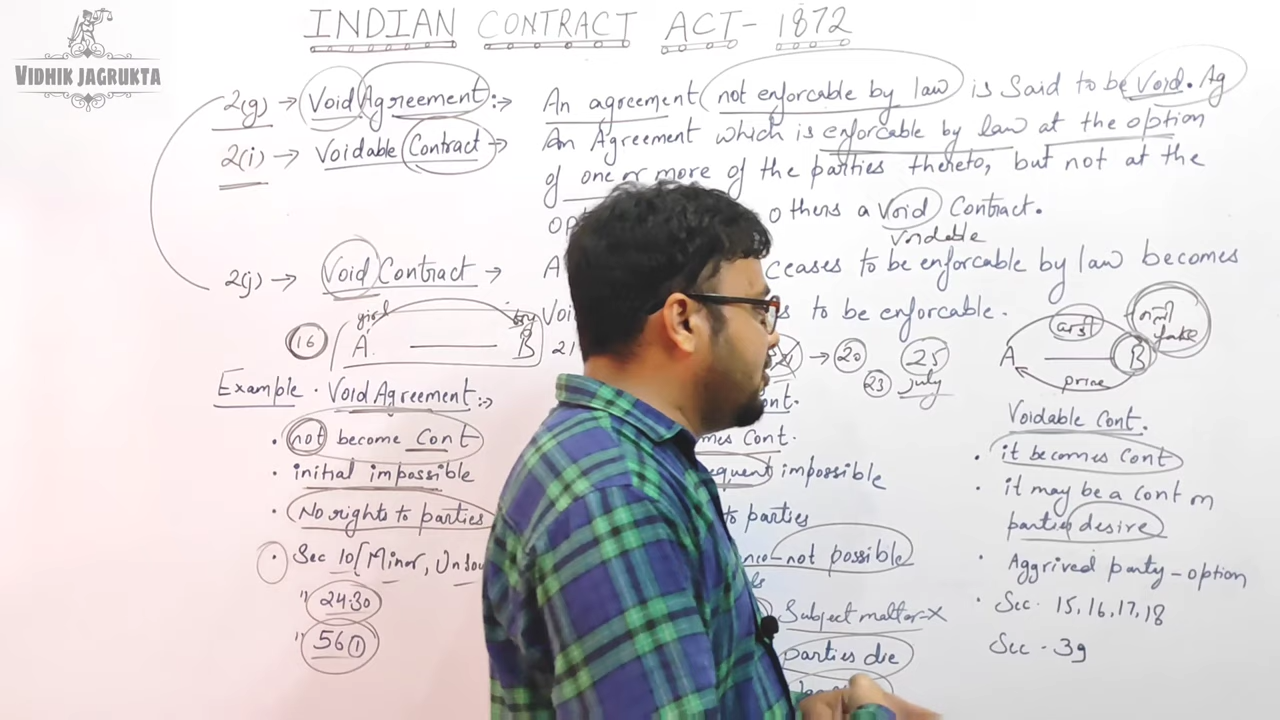 VIDHIK JAGRUKTA
INDIAN CONTRACT ACT-1872
2(g) → Void Agreement :→ An agreement not enforcable by law is said to be void. Ag
2(i) → Voidable Contract → An Agreement which is enforcable by law at the option
of one or more of the parties thereto, but not at the
others a void Contract.
voidable
2(j) → Void Contract → A ceases to be enforcable by law becomes
Voi to be enforcable.
girl
16 A. B 21 → 20 25
23 July
A B
price
fake
Example . Void Agreement :→
• not become Cont
• initial impossible
• No rights to parties
• Sec 10 [Minor,
" 24-30
" 56(1)
Cont.
impossible
to parties
not possible
Subject matter-X
parties die
Voidable Cont.
• it becomes Cont
• it may be a Cont on
parties desire
• Aggrived party - option
• Sec. 15, 16, 17, 18
Sec - 39